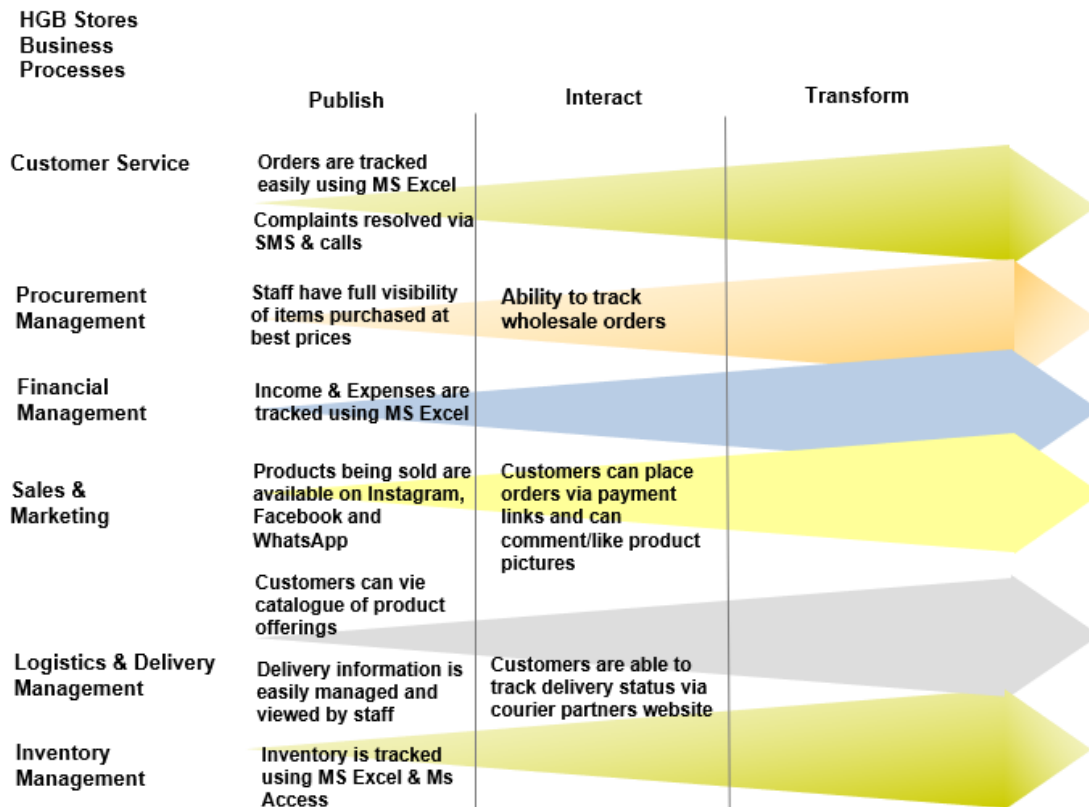 HGB Stores
Business
Processes
Publish
Interact
Transform
Customer Service
Orders are tracked
easily using MS Excel
Complaints resolved via
SMS & calls
Procurement
Management
Staff have full visibility
of items purchased at
best prices
Ability to track
wholesale orders
Financial
Management
Income & Expenses are
tracked using MS Excel
Sales &
Marketing
Products being sold are
available on Instagram,
Facebook and
WhatsApp
Customers can place
orders via payment
links and can
comment/like product
pictures
Customers can vie
catalogue of product
offerings
Logistics & Delivery
Management
Delivery information is
easily managed and
viewed by staff
Customers are able to
track delivery status via
courier partners website
Inventory
Management
Inventory is tracked
using MS Excel & Ms
Access